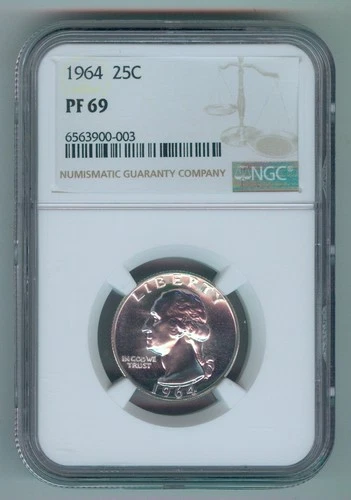 1964 25C
PF 69
6563900-003
NUMISMATIC GUARANTY COMPANY
NGC
LIBERTY
IN GOD WE
TRUST
1964